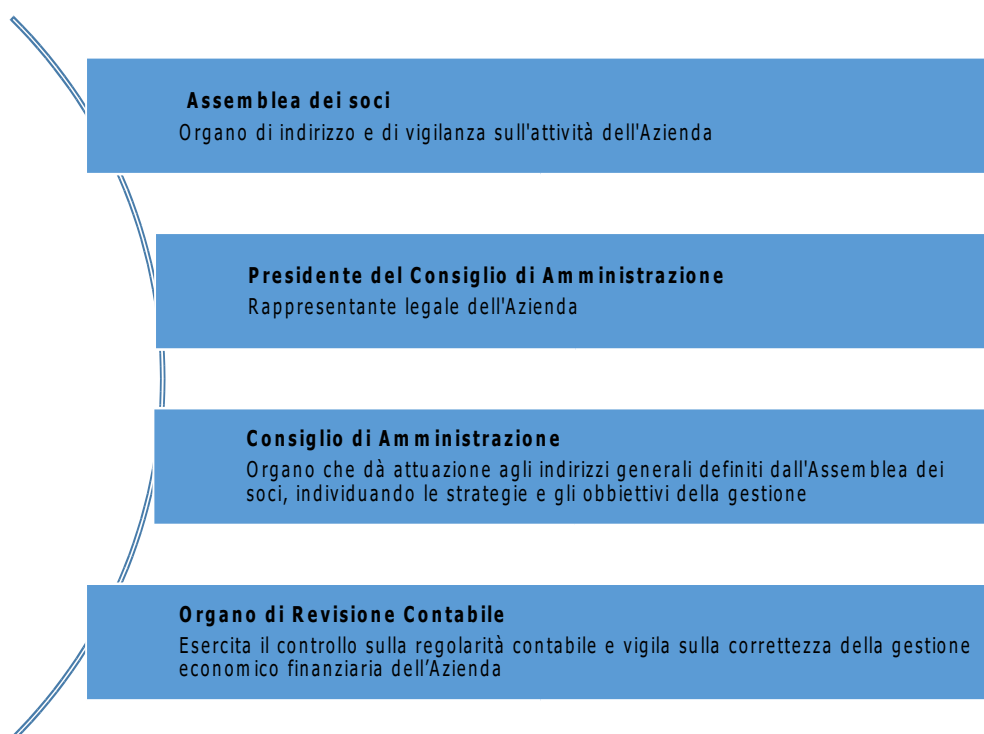 Assemblea dei soci
Organo di indirizzo e di vigilanza sull'attività dell'Azienda
Presidente del Consiglio di Amministrazione
Rappresentante legale dell'Azienda
Consiglio di Amministrazione
Organo che dà attuazione agli indirizzi generali definiti dall'Assemblea dei
soci, individuando le strategie e gli obbiettivi della gestione
Organo di Revisione Contabile
Esercita il controllo sulla regolarità contabile e vigila sulla correttezza della gestione
economico finanziaria dell’Azienda